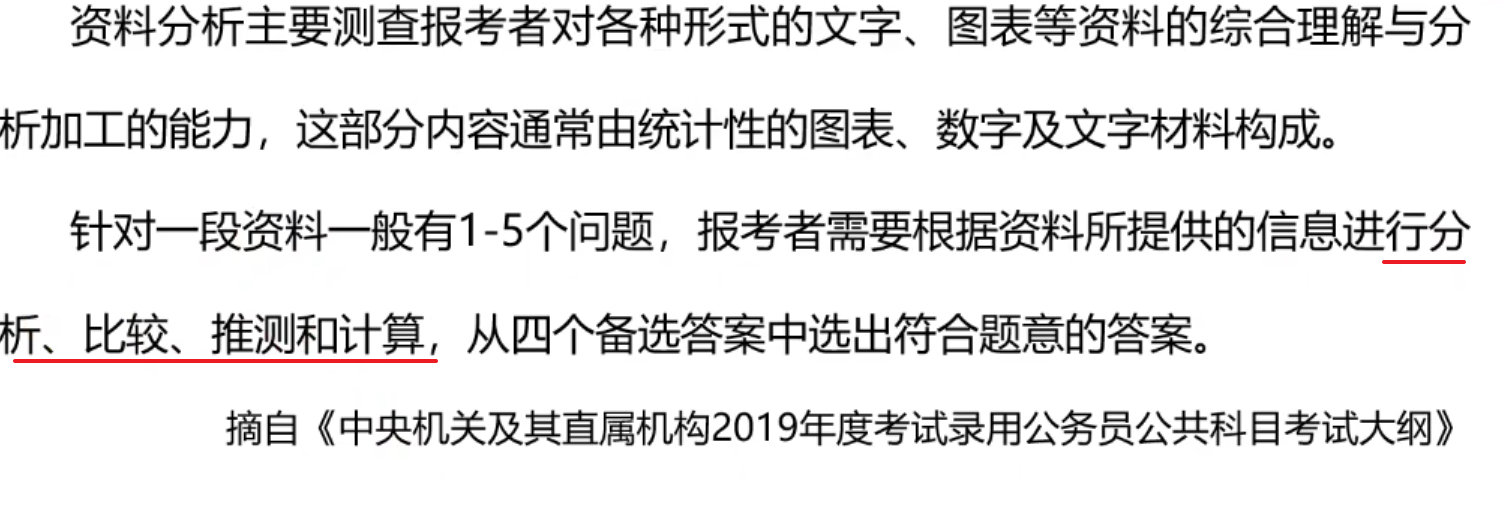 资料分析主要测查报考者对各种形式的文字、图表等资料的综合理解与分
析加工的能力，这部分内容通常由统计性的图表、数字及文字材料构成。
针对一段资料一般有1-5个问题，报考者需要根据资料所提供的信息进行分
析、比较、推测和计算，从四个备选答案中选出符合题意的答案。
摘自《中央机关及其直属机构2019年度考试录用公务员公共科目考试大纲》